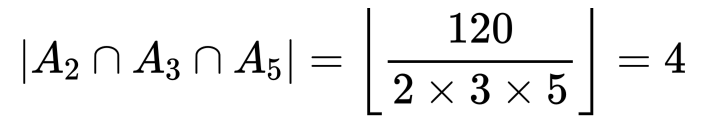 |A₂ ∩ A₃ ∩ A₅| = ⌊120 / (2 × 3 × 5)⌋ = 4